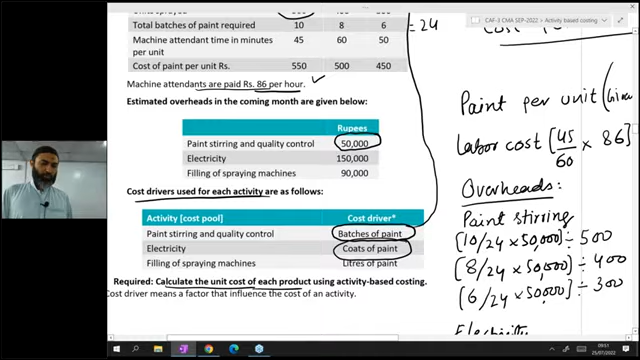 CAF-3 CMA SEP-2022 / Activity based costing
Total batches of paint required 10 8 6
= 24
Machine attendant time in minutes per unit 45 60 50
Cost of paint per unit Rs. 550 500 450
Machine attendants are paid Rs. 86 per hour.
Estimated overheads in the coming month are given below:
Rupees
Paint stirring and quality control 50,000
Electricity 150,000
Filling of spraying machines 90,000
Cost drivers used for each activity are as follows:
Activity [cost pool] Cost driver*
Paint stirring and quality control Batches of paint
Electricity Coats of paint
Filling of spraying machines Litres of paint
Required: Calculate the unit cost of each product using activity-based costing.
Cost driver means a factor that influence the cost of an activity.
Paint per unit
Labor cost [45/60 x 86]
Overheads
Paint stirring
[10/24 x 50,000] ÷ 500
[8/24 x 50,000] ÷ 400
[6/24 x 50,000] ÷ 300
09:51
25/07/2022